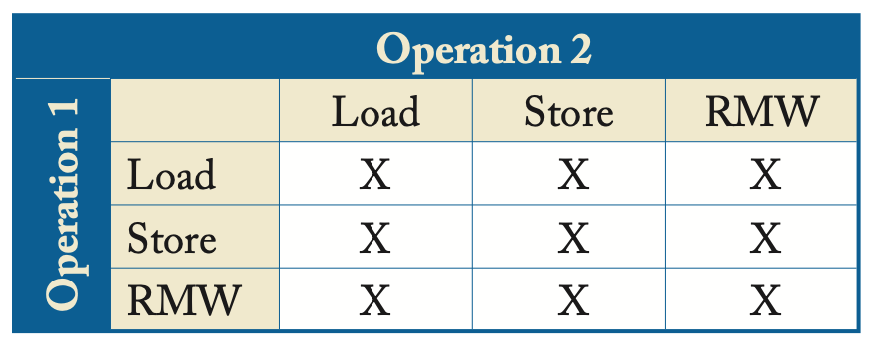 Operation 2
Operation 1
Load Store RMW
Load X X X
Store X X X
RMW X X X